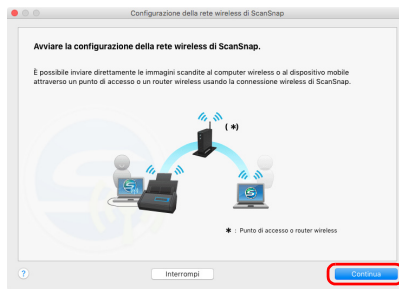 Configurazione della rete wireless di ScanSnap
Avviare la configurazione della rete wireless di ScanSnap.
È possibile inviare direttamente le immagini scandite al computer wireless o al dispositivo mobile
attraverso un punto di accesso o un router wireless usando la connessione wireless di ScanSnap.
( *)
* : Punto di accesso o router wireless
?
Interrompi
Continua